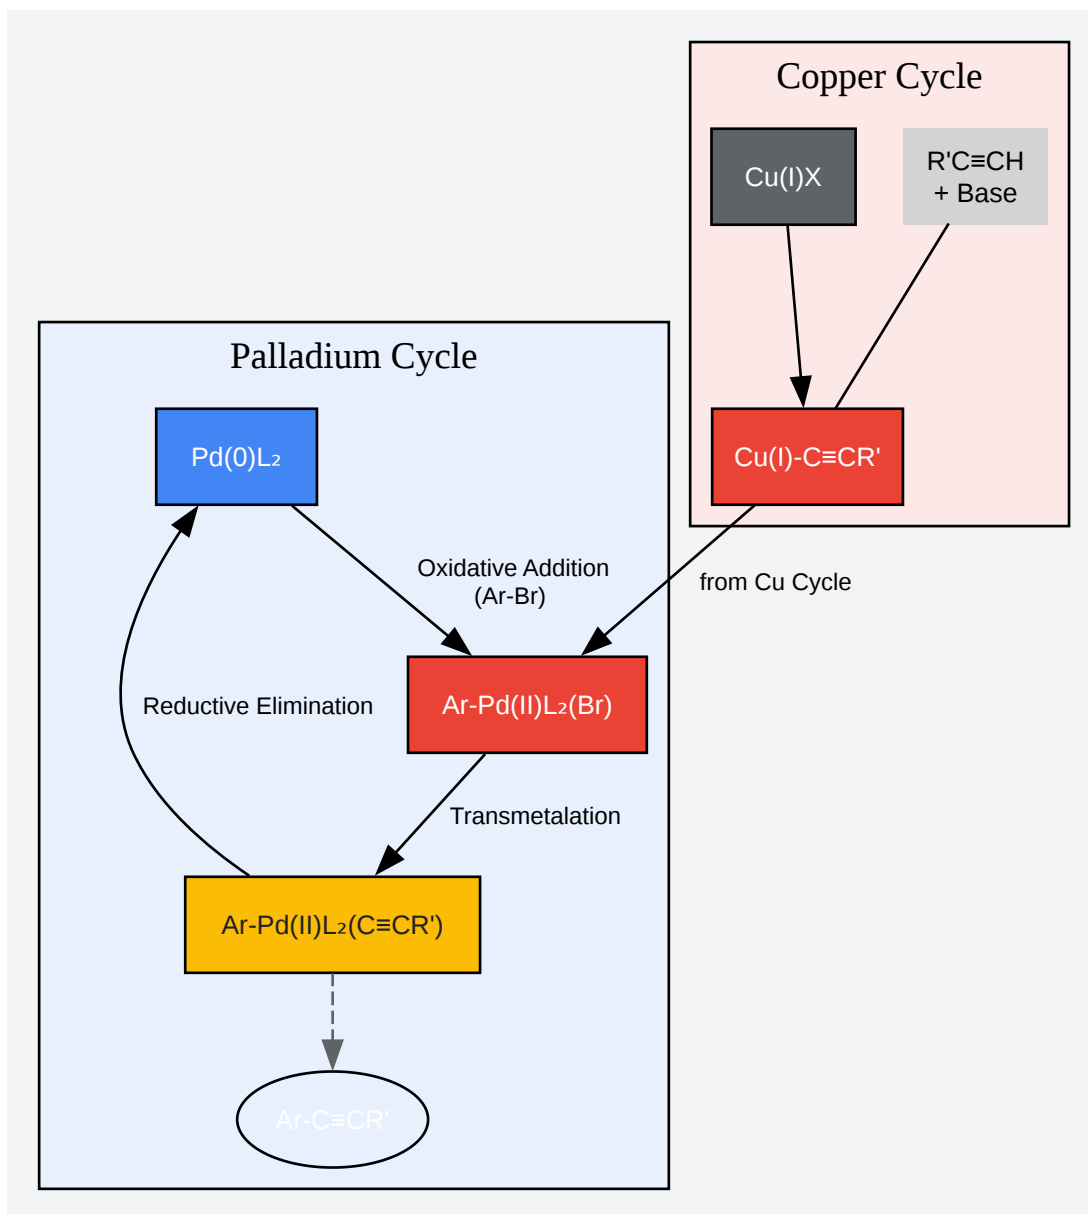 Copper Cycle
Cu(I)X
R'C≡CH
+ Base
Palladium Cycle
Pd(0)L₂
Cu(I)-C≡CR'
Oxidative Addition
(Ar-Br)
from Cu Cycle
Reductive Elimination
Ar-Pd(II)L₂(Br)
Transmetalation
Ar-Pd(II)L₂(C≡CR')
Ar-C≡CR'